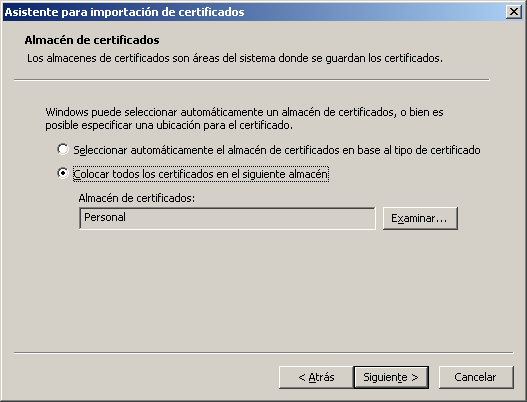 Asistente para importación de certificados
Almacén de certificados
Los almacenes de certificados son áreas del sistema donde se guardan los certificados.
Windows puede seleccionar automáticamente un almacén de certificados, o bien es
posible especificar una ubicación para el certificado.
Seleccionar automáticamente el almacén de certificados en base al tipo de certificado
Colocar todos los certificados en el siguiente almacén
Almacén de certificados:
Personal
Examinar...
< Atrás
Siguiente >
Cancelar